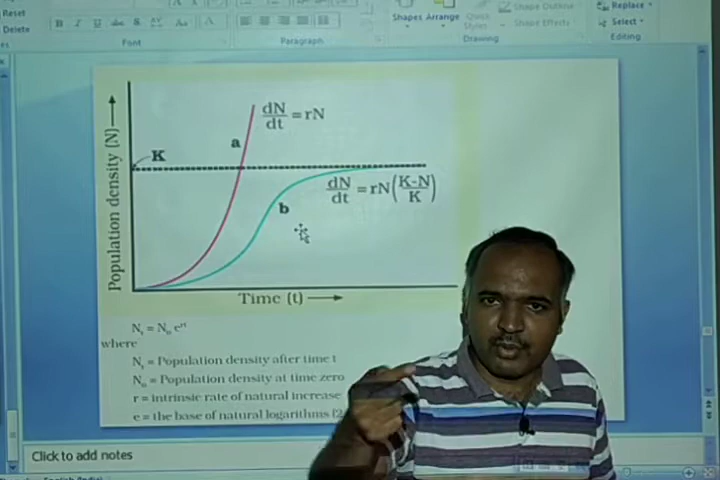 Reset
Delete
Font
Paragraph
Shapes Arrange Quick Styles
Shape Outline
Shape Effects
Drawing
Replace
Select
Editing
Population density (N)
K
a
dN/dt = rN
b
dN/dt = rN(K-N/K)
Time (t)
Nt = N0 ert
where
Nt = Population density after time t
N0 = Population density at time zero
r = intrinsic rate of natural increase
e = the base of natural logarithms (2
Click to add notes